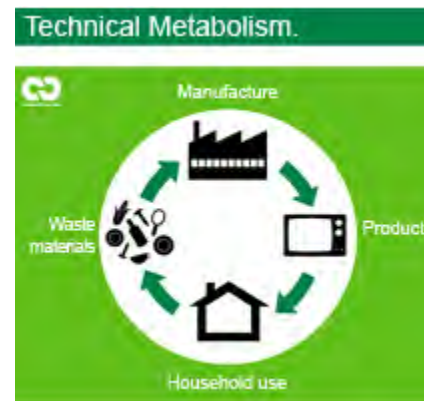 Technical Metabolism.
Manufacture
Waste
materials
Product
Household use